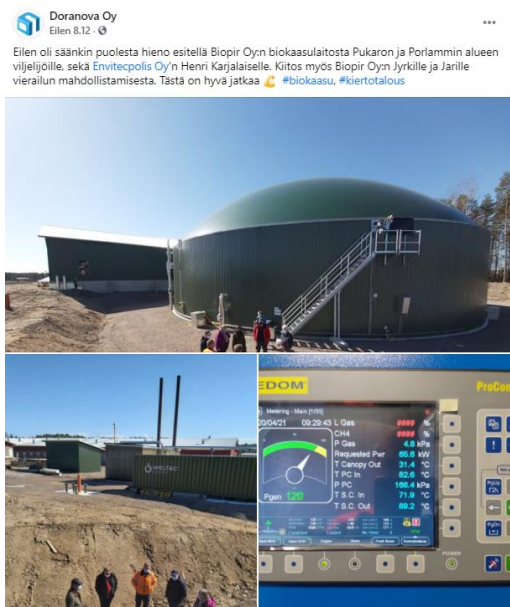 Doranova Oy
Eilen 8.12 ·
Eilen oli säänkin puolesta hieno esitellä Biopir Oy:n biokaasulaitosta Pukaron ja Porlammin alueen
viljelijöille, sekä Envitecpolis Oy'n Henri Karjalaiselle. Kiitos myös Biopir Oy:n Jyrkille ja Jarille
vierailun mahdollistamisesta. Tästä on hyvä jatkaa 💪 #biokaasu, #kiertotalous
WELTEC
EDOM
ProCon
Metering - Main [1/35]
20/04/21 09:29:43
L Gas #### %
CH4 #### %
P Gas 4.8 kPa
Requested Pwr 65.6 kW
T Canopy Out 31.4 °C
T PC In 82.6 °C
P PC 166.4 kPa
T S.C. In 71.9 °C
T S.C. Out 89.2 °C
Pgen 120
PgUp
PgDn
POWER